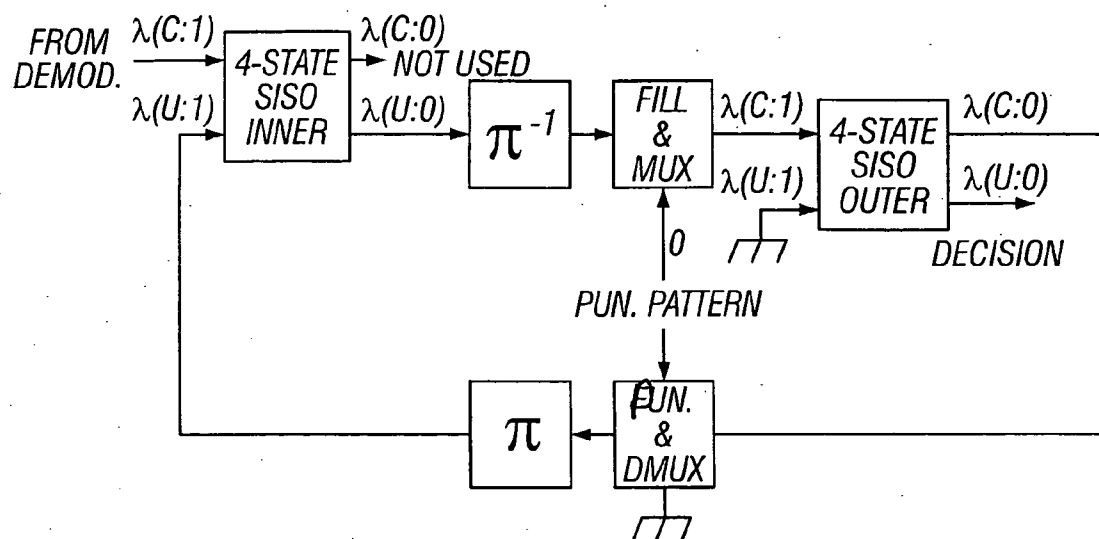 FROM
DEMOD.
λ(C:1)
λ(U:1)
4-STATE
SISO
INNER
λ(C:0)
NOT USED
λ(U:0)
π⁻¹
FILL
&
MUX
λ(C:1)
λ(U:1)
4-STATE
SISO
OUTER
λ(C:0)
λ(U:0)
DECISION
0
PUN. PATTERN
π
PUN.
&
DMUX